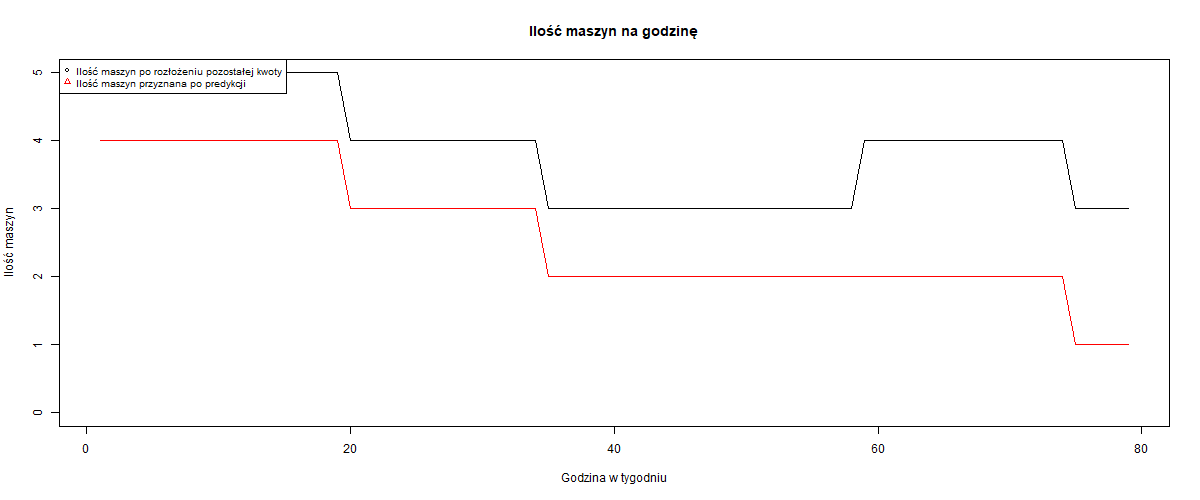 Ilość maszyn na godzinę
Ilość maszyn po rozłożeniu pozostałej kwoty
Ilość maszyn przyznana po predykcji
Ilość maszyn
5
4
3
2
1
0
0 20 40 60 80
Godzina w tygodniu